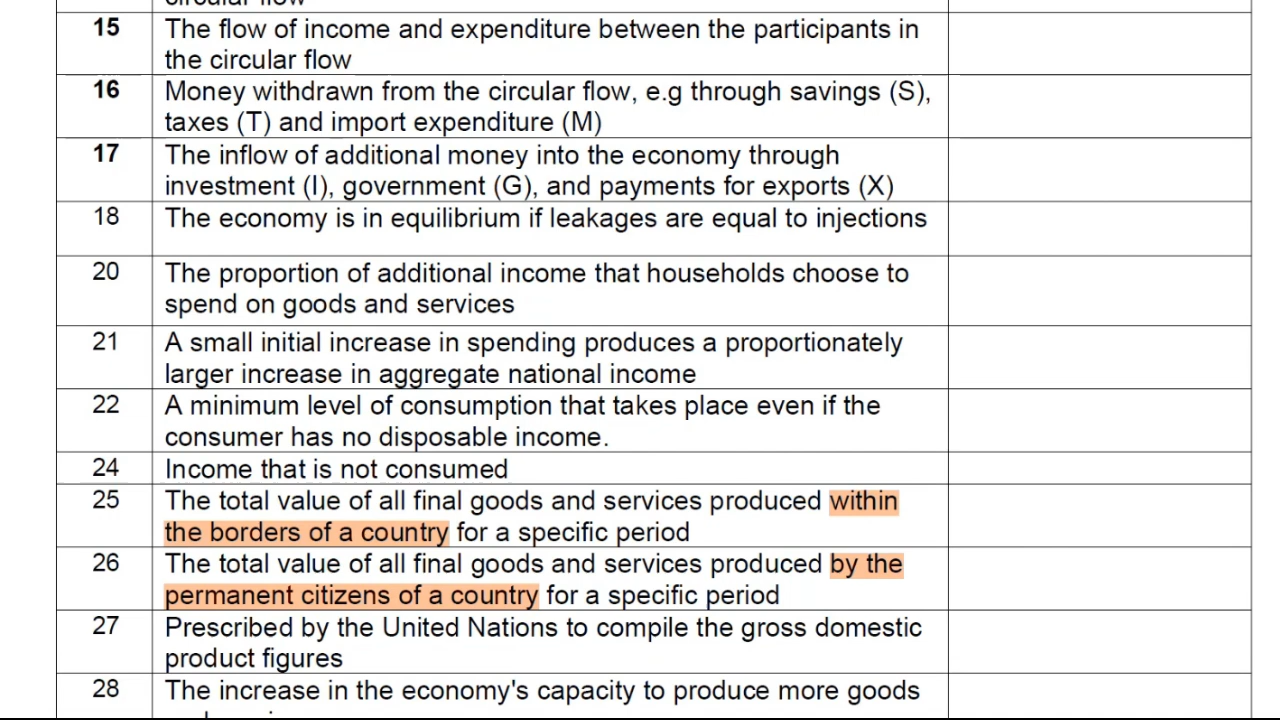 circular flow
15 The flow of income and expenditure between the participants in
the circular flow
16 Money withdrawn from the circular flow, e.g through savings (S),
taxes (T) and import expenditure (M)
17 The inflow of additional money into the economy through
investment (I), government (G), and payments for exports (X)
18 The economy is in equilibrium if leakages are equal to injections
20 The proportion of additional income that households choose to
spend on goods and services
21 A small initial increase in spending produces a proportionately
larger increase in aggregate national income
22 A minimum level of consumption that takes place even if the
consumer has no disposable income.
24 Income that is not consumed
25 The total value of all final goods and services produced within
the borders of a country for a specific period
26 The total value of all final goods and services produced by the
permanent citizens of a country for a specific period
27 Prescribed by the United Nations to compile the gross domestic
product figures
28 The increase in the economy's capacity to produce more goods